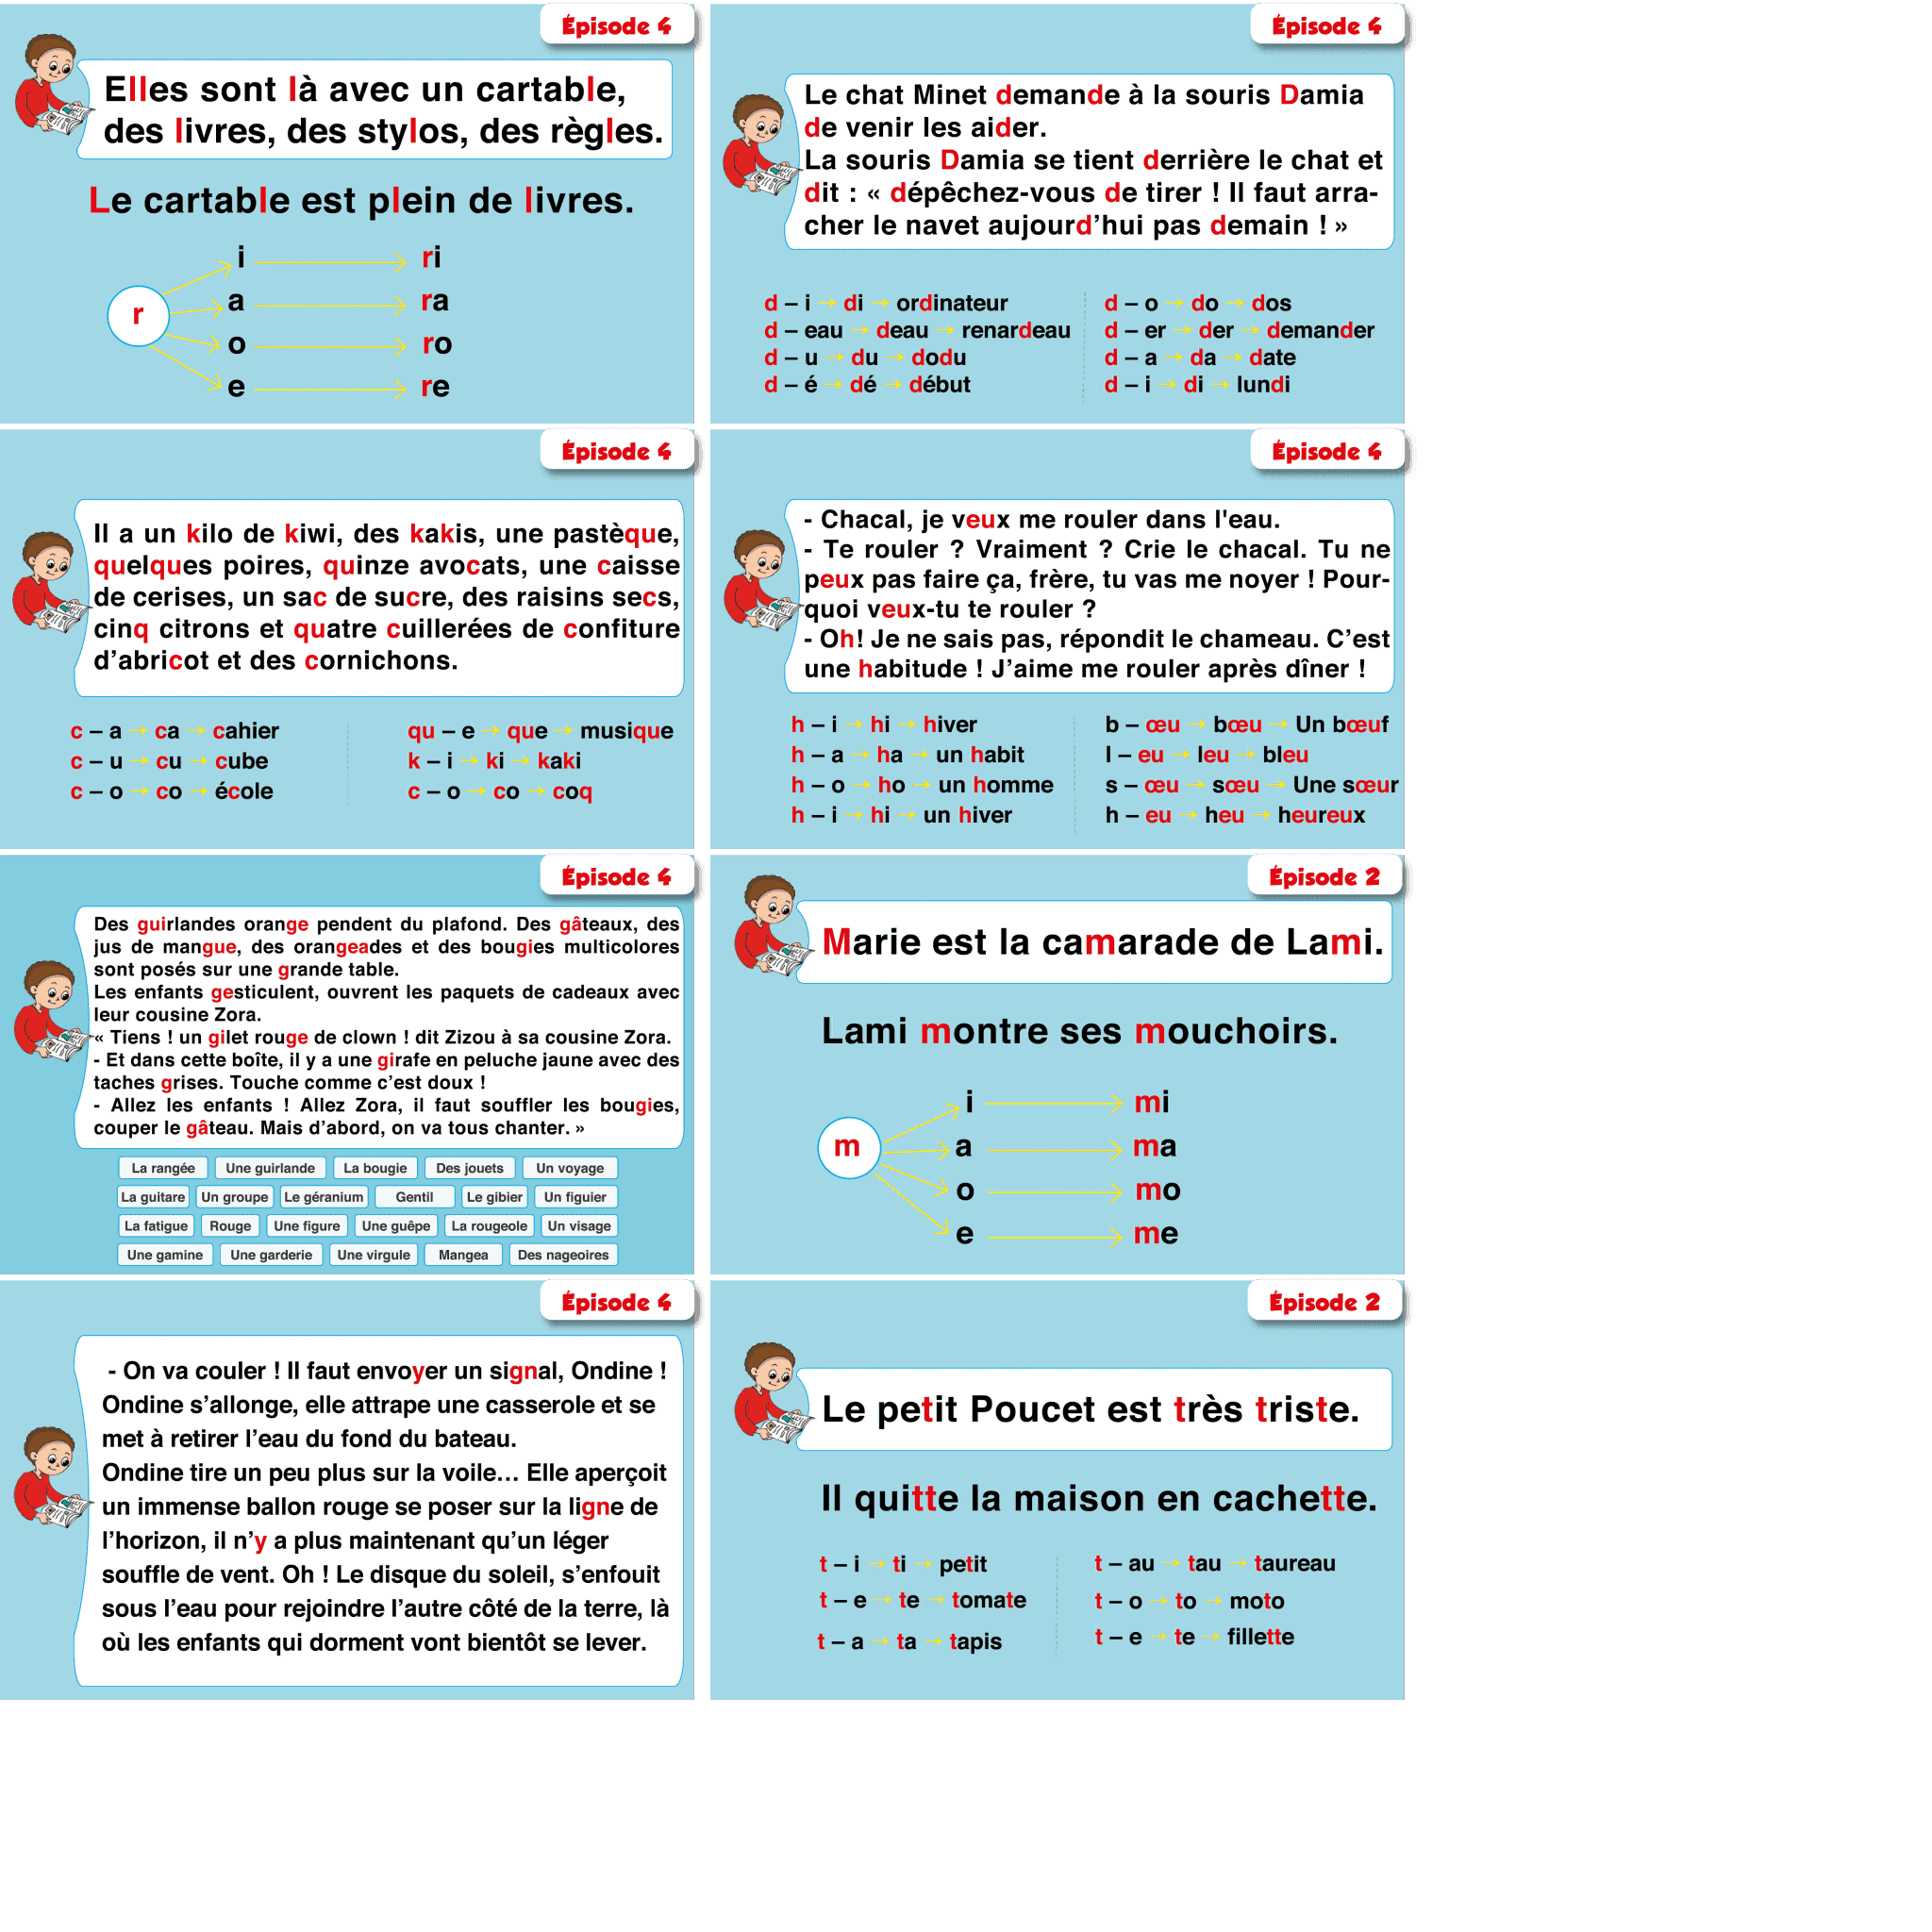 Épisode 4
Elles sont là avec un cartable,
des livres, des stylos, des règles.
Le cartable est plein de livres.
r
i ri
a ra
o ro
e re
Épisode 4
Le chat Minet demande à la souris Damia
de venir les aider.
La souris Damia se tient derrière le chat et
dit : « dépêchez-vous de tirer ! Il faut arra-
cher le navet aujourd’hui pas demain ! »
d – i → di → ordinateur
d – eau → deau → renardeau
d – u → du → dodu
d – é → dé → début
d – o → do → dos
d – er → der → demander
d – a → da → date
d – i → di → lundi
Épisode 4
Il a un kilo de kiwi, des kakis, une pastèque,
quelques poires, quinze avocats, une caisse
de cerises, un sac de sucre, des raisins secs,
cinq citrons et quatre cuillerées de confiture
d’abricot et des cornichons.
c – a → ca → cahier
c – u → cu → cube
c – o → co → école
qu – e → que → musique
k – i → ki → kaki
c – o → co → coq
Épisode 4
- Chacal, je veux me rouler dans l'eau.
- Te rouler ? Vraiment ? Crie le chacal. Tu ne
peux pas faire ça, frère, tu vas me noyer ! Pour-
quoi veux-tu te rouler ?
- Oh! Je ne sais pas, répondit le chameau. C’est
une habitude ! J’aime me rouler après dîner !
h – i → hi → hiver
h – a → ha → un habit
h – o → ho → un homme
h – i → hi → un hiver
b – œu → bœu → Un bœuf
l – eu → leu → bleu
s – œu → sœu → Une sœur
h – eu → heu → heureux
Épisode 4
Des guirlandes orange pendent du plafond. Des gâteaux, des
jus de mangue, des orangeades et des bougies multicolores
sont posés sur une grande table.
Les enfants gesticulent, ouvrent les paquets de cadeaux avec
leur cousine Zora.
« Tiens ! un gilet rouge de clown ! dit Zizou à sa cousine Zora.
- Et dans cette boîte, il y a une girafe en peluche jaune avec des
taches grises. Touche comme c’est doux !
- Allez les enfants ! Allez Zora, il faut souffler les bougies,
couper le gâteau. Mais d’abord, on va tous chanter. »
La rangée Une guirlande La bougie Des jouets Un voyage
La guitare Un groupe Le géranium Gentil Le gibier Un figuier
La fatigue Rouge Une figure Une guêpe La rougeole Un visage
Une gamine Une garderie Une virgule Mangea Des nageoires
Épisode 2
Marie est la camarade de Lami.
Lami montre ses mouchoirs.
m
i mi
a ma
o mo
e me
Épisode 4
- On va couler ! Il faut envoyer un signal, Ondine !
Ondine s’allonge, elle attrape une casserole et se
met à retirer l’eau du fond du bateau.
Ondine tire un peu plus sur la voile... Elle aperçoit
un immense ballon rouge se poser sur la ligne de
l’horizon, il n’y a plus maintenant qu’un léger
souffle de vent. Oh ! Le disque du soleil, s’enfouit
sous l’eau pour rejoindre l’autre côté de la terre, là
où les enfants qui dorment vont bientôt se lever.
Épisode 2
Le petit Poucet est très triste.
Il quitte la maison en cachette.
t – i → ti → petit
t – e → te → tomate
t – a → ta → tapis
t – au → tau → taureau
t – o → to → moto
t – e → te → fillette